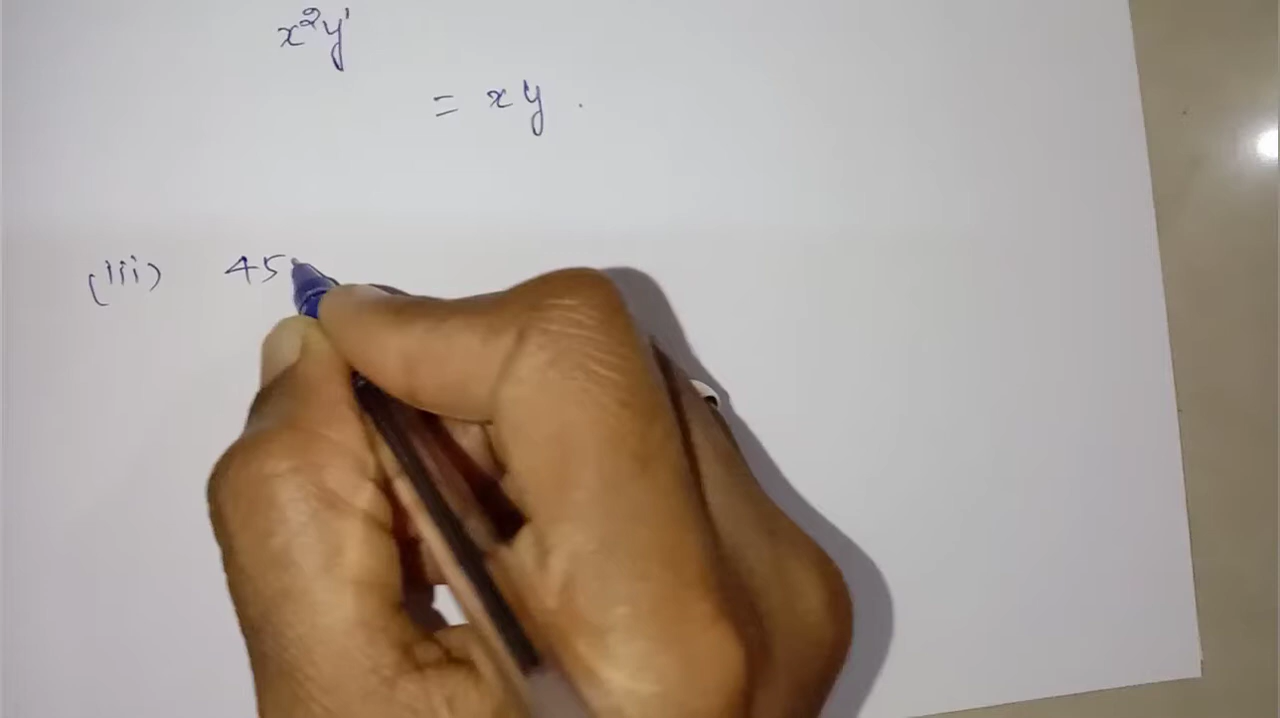 x²y'
= xy.
(iii) 45